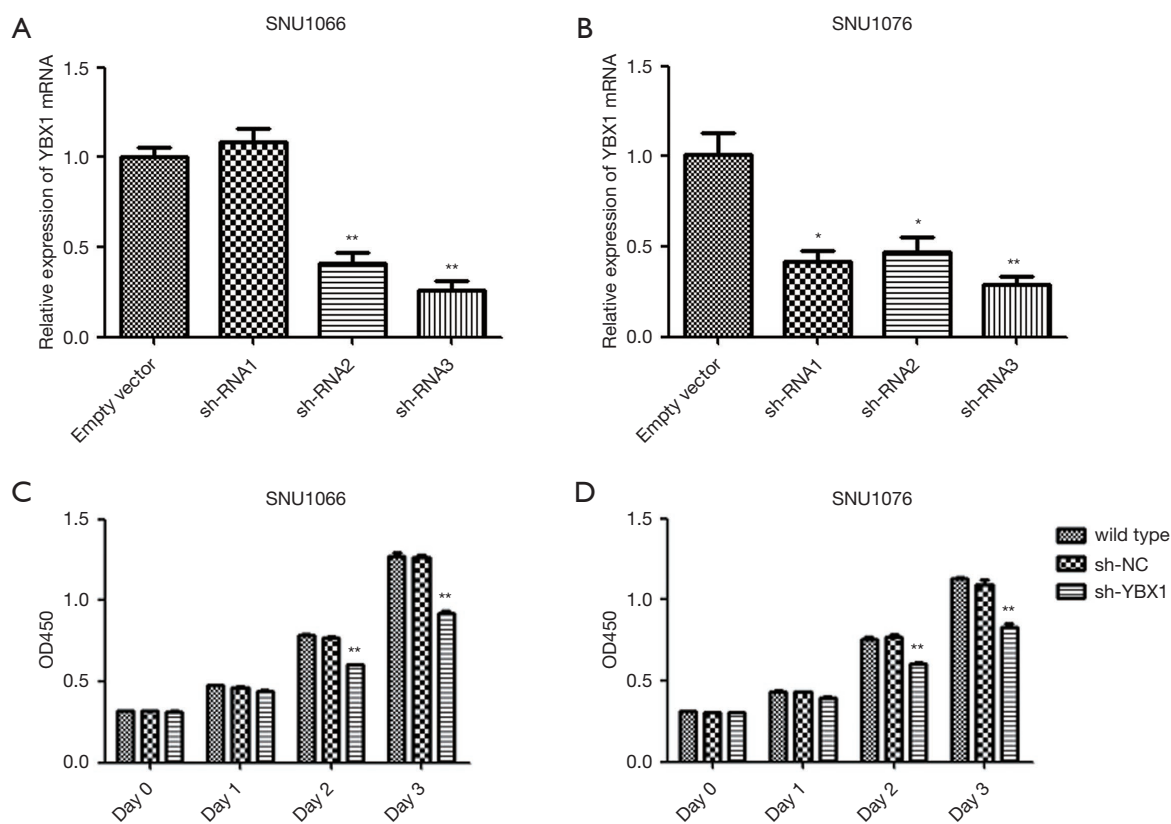 A
SNU1066
Relative expression of YBX1 mRNA
1.5
1.0
0.5
0.0
**
**
Empty vector
sh-RNA1
sh-RNA2
sh-RNA3
B
SNU1076
Relative expression of YBX1 mRNA
1.5
1.0
0.5
0.0
*
*
**
Empty vector
sh-RNA1
sh-RNA2
sh-RNA3
C
SNU1066
OD450
1.5
1.0
0.5
0.0
**
**
Day 0
Day 1
Day 2
Day 3
D
SNU1076
OD450
1.5
1.0
0.5
0.0
**
**
Day 0
Day 1
Day 2
Day 3
wild type
sh-NC
sh-YBX1